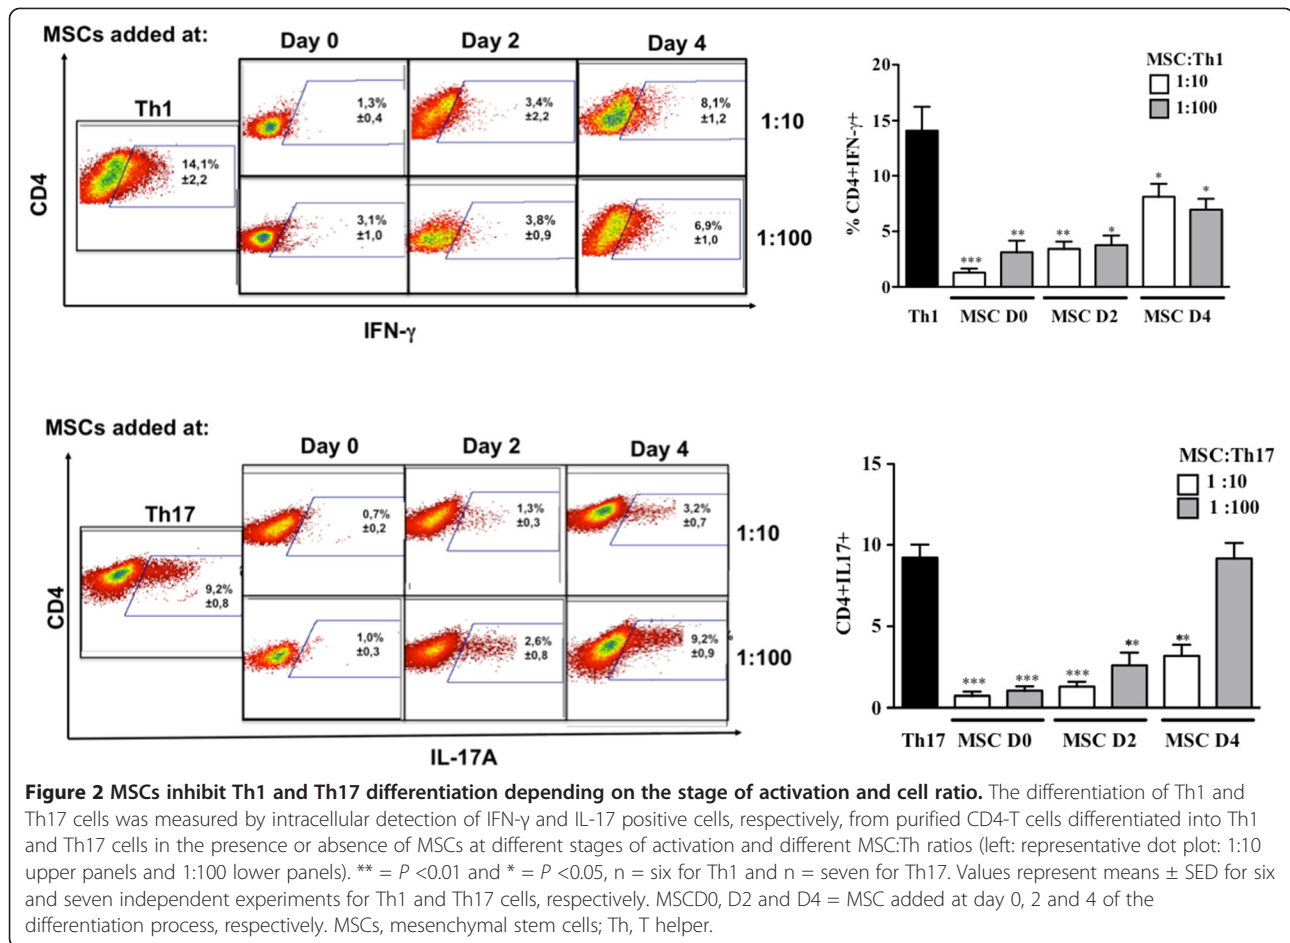 MSCs added at:
Day 0
Day 2
Day 4
Th1
CD4
14,1%
±2,2
1,3%
±0,4
3,4%
±2,2
8,1%
±1,2
1:10
3,1%
±1,0
3,8%
±0,9
6,9%
±1,0
1:100
IFN-γ
MSC:Th1
1:10
1:100
% CD4+IFN-γ+
20
15
10
5
0
***
**
**
*
*
*
Th1
MSC D0
MSC D2
MSC D4
MSCs added at:
Day 0
Day 2
Day 4
Th17
CD4
9,2%
±0,8
0,7%
±0,2
1,3%
±0,3
3,2%
±0,7
1:10
1,0%
±0,3
2,6%
±0,8
9,2%
±0,9
%
1:100
IL-17A
MSC:Th17
1 :10
1 :100
CD4+IL17+
15
10
5
0
***
***
***
**
**
Th17
MSC D0
MSC D2
MSC D4
Figure 2 MSCs inhibit Th1 and Th17 differentiation depending on the stage of activation and cell ratio. The differentiation of Th1 and
Th17 cells was measured by intracellular detection of IFN-γ and IL-17 positive cells, respectively, from purified CD4-T cells differentiated into Th1
and Th17 cells in the presence or absence of MSCs at different stages of activation and different MSC:Th ratios (left: representative dot plot: 1:10
upper panels and 1:100 lower panels). ** = P <0.01 and * = P <0.05, n = six for Th1 and n = seven for Th17. Values represent means ± SED for six
and seven independent experiments for Th1 and Th17 cells, respectively. MSCD0, D2 and D4 = MSC added at day 0, 2 and 4 of the
differentiation process, respectively. MSCs, mesenchymal stem cells; Th, T helper.